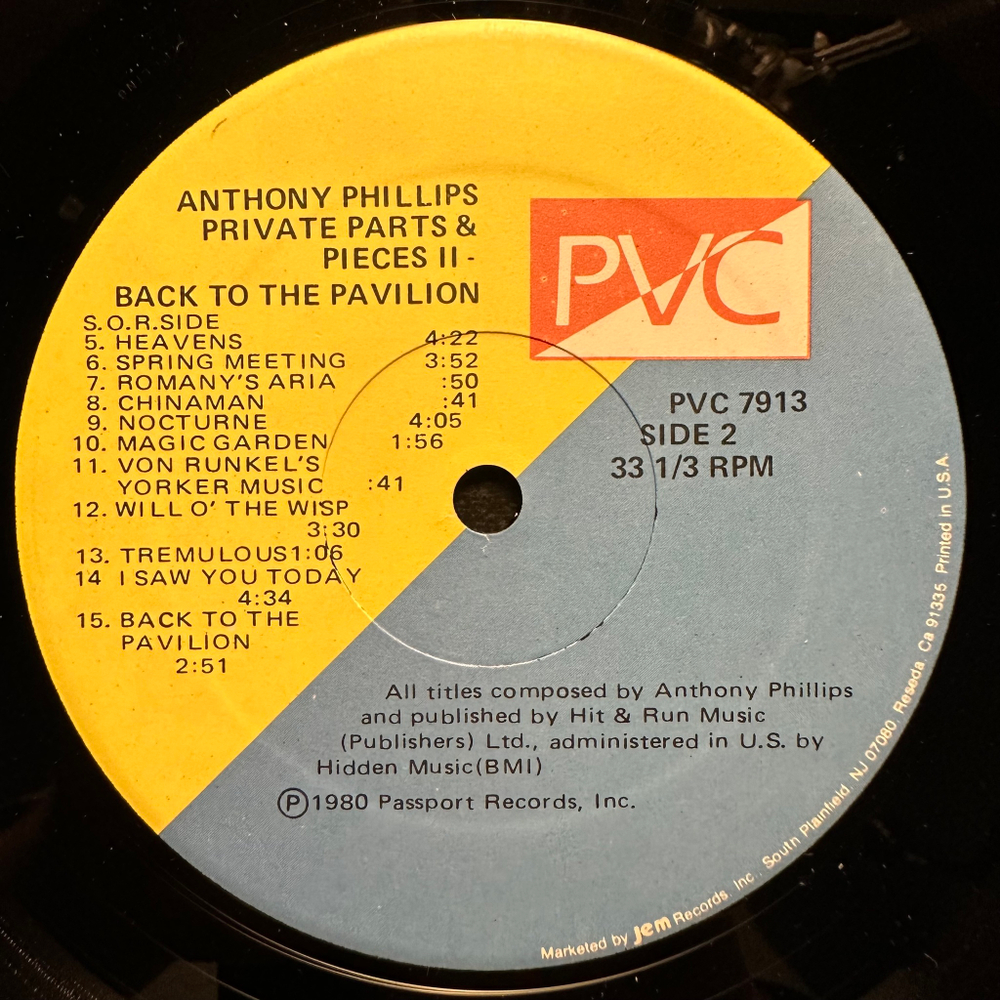 ANTHONY PHILLIPS
PRIVATE PARTS &
PIECES II -
BACK TO THE PAVILION
S.O.R.SIDE
5. HEAVENS 4:22
6. SPRING MEETING 3:52
7. ROMANY'S ARIA :50
8. CHINAMAN :41
9. NOCTURNE 4:05
10. MAGIC GARDEN 1:56
11. VON RUNKEL'S
YORKER MUSIC :41
12. WILL O' THE WISP
3:30
13. TREMULOUS 1:06
14 I SAW YOU TODAY
4:34
15. BACK TO THE
PAVILION
2:51
PVC
PVC 7913
SIDE 2
33 1/3 RPM
All titles composed by Anthony Phillips
and published by Hit & Run Music
(Publishers) Ltd., administered in U.S. by
Hidden Music(BMI)
Ⓟ1980 Passport Records, Inc.
Marketed by Jem Records, Inc., South Plainfield, NJ 07080, Reseda, Ca 91335 Printed in U.S.A.